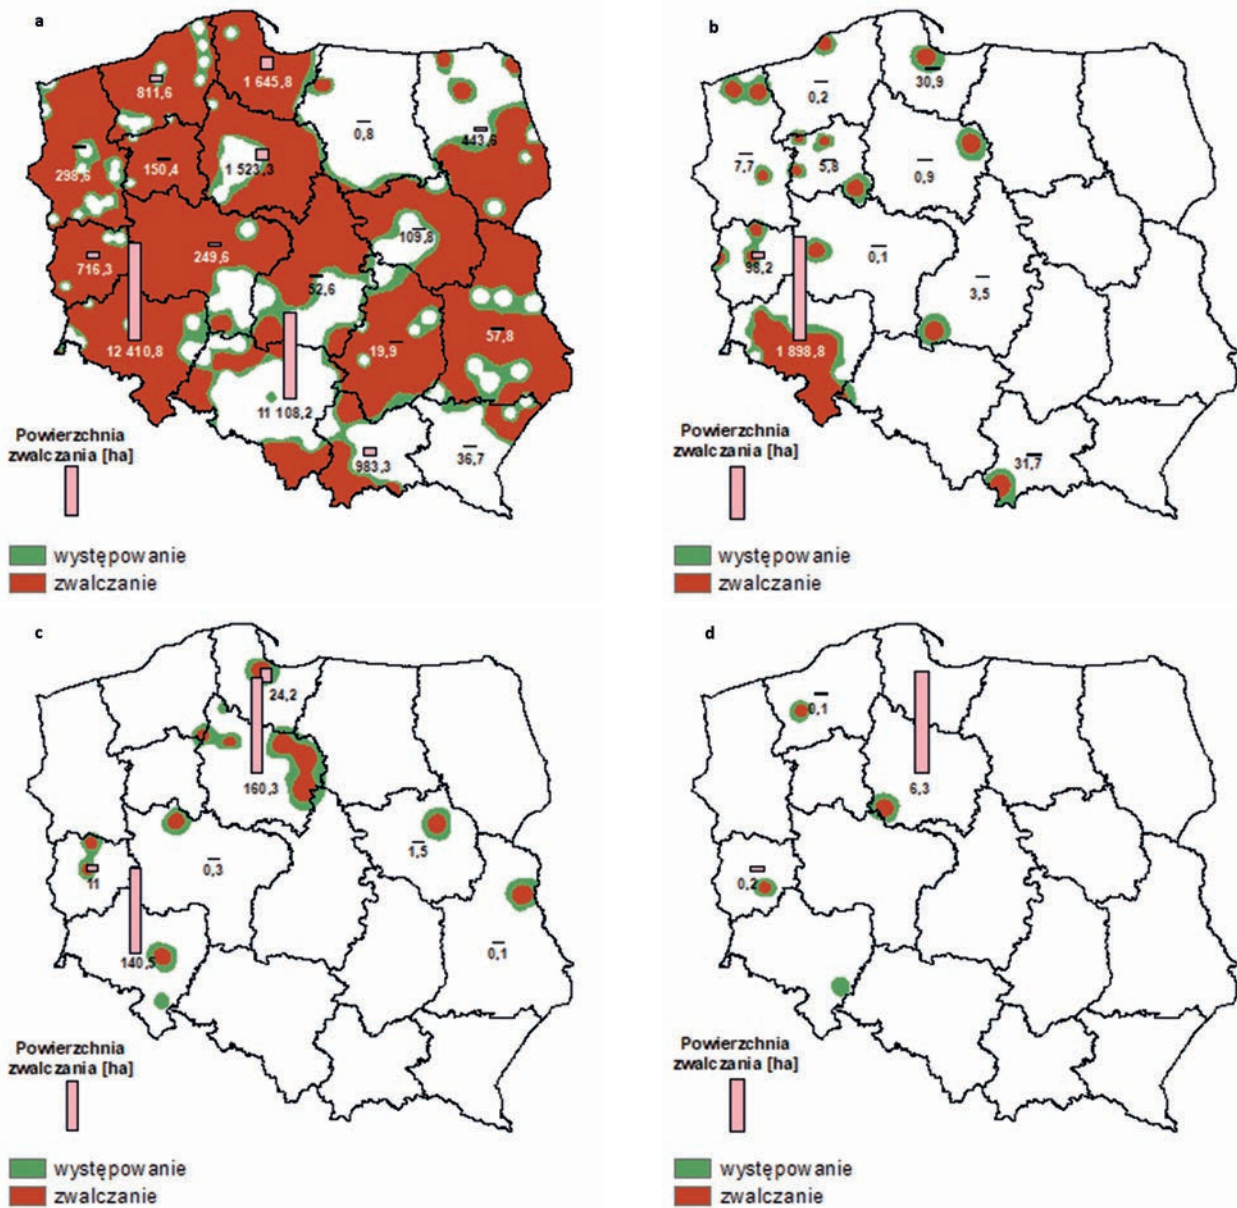 a
1 645,8
811,6
0,8
443,6
298,6
150,4
1 523,3
109,8
249,6
716,3
52,6
12 410,8
19,9
57,8
11 108,2
983,3
36,7
Powierzchnia
zwalczania [ha]
występowanie
zwalczanie
b
0,2
30,9
7,7
5,8
0,9
98,2
0,1
3,5
1 898,8
31,7
Powierzchnia
zwalczania [ha]
występowanie
zwalczanie
c
24,2
160,3
1,5
0,3
11
140,5
0,1
Powierzchnia
zwalczania [ha]
występowanie
zwalczanie
d
0,1
6,3
0,2
Powierzchnia
zwalczania [ha]
występowanie
zwalczanie